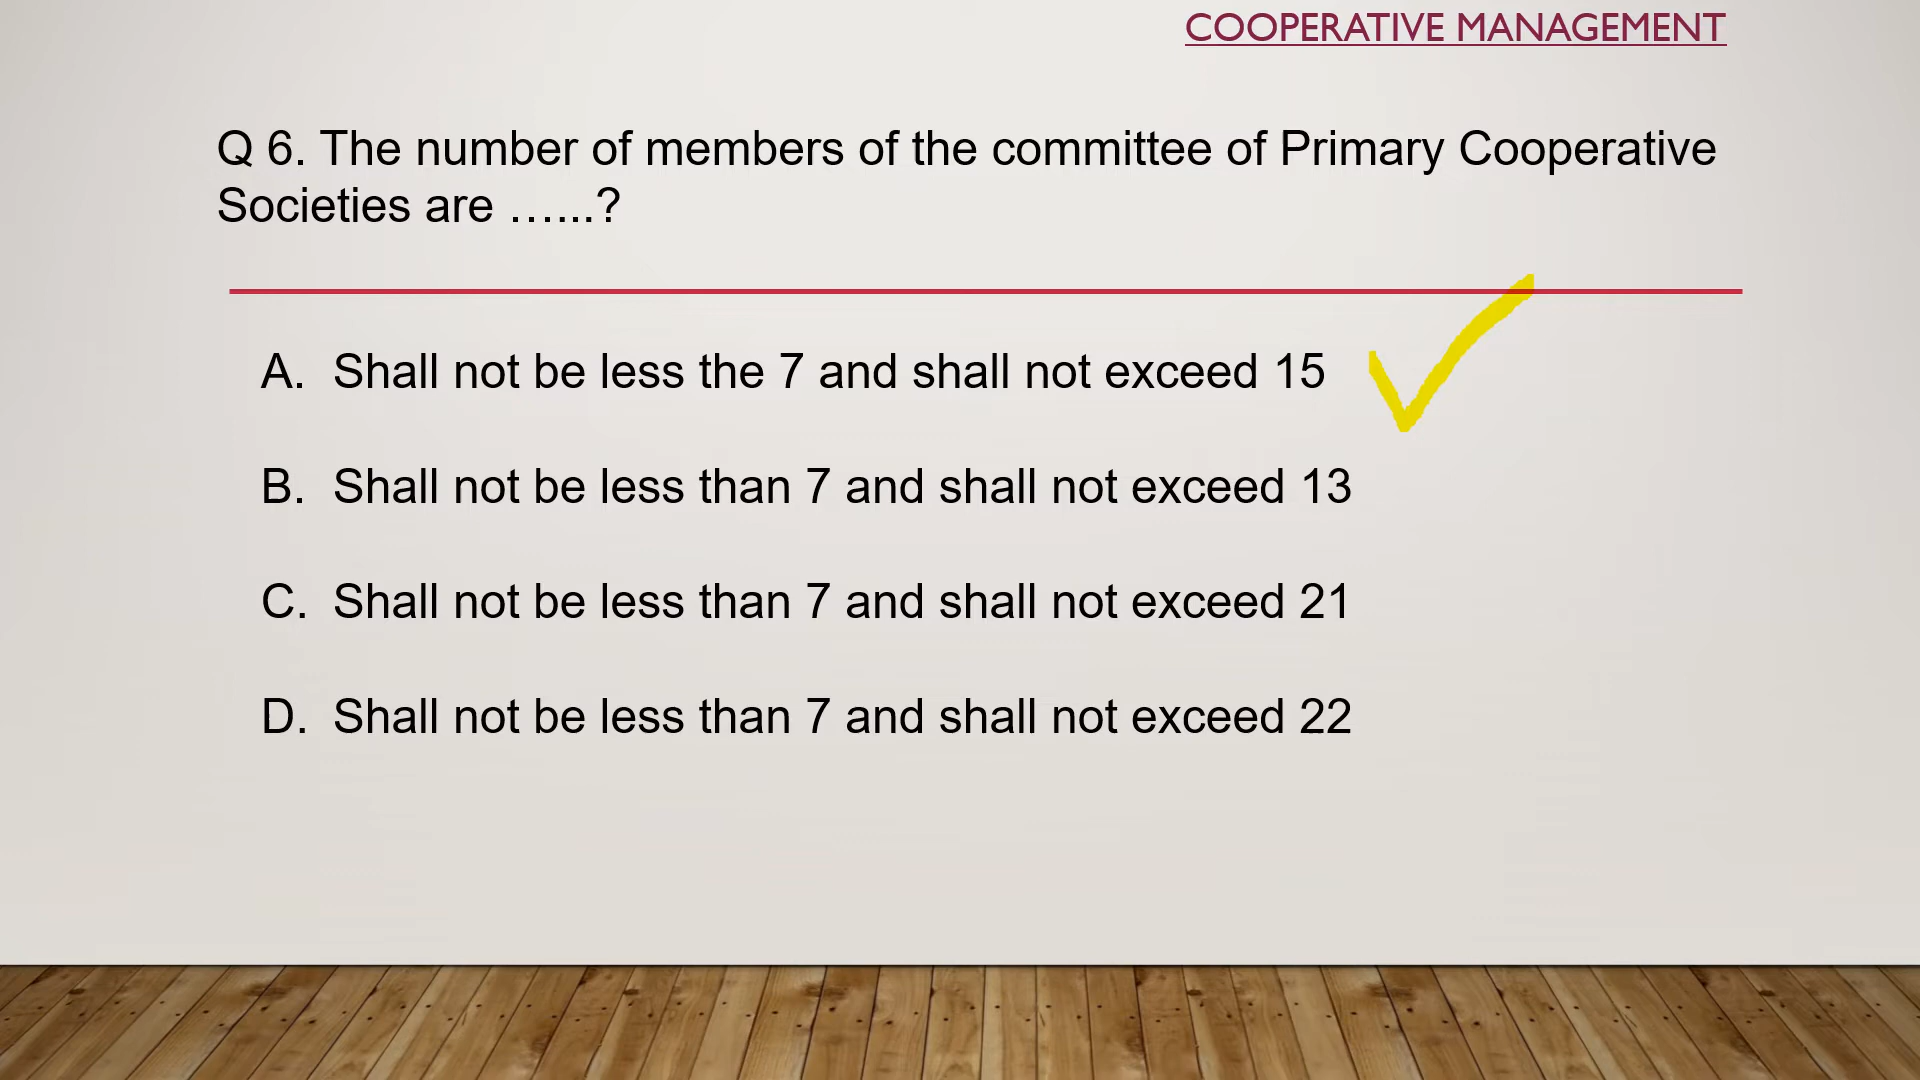 COOPERATIVE MANAGEMENT
Q 6. The number of members of the committee of Primary Cooperative
Societies are …...?
A. Shall not be less the 7 and shall not exceed 15
B. Shall not be less than 7 and shall not exceed 13
C. Shall not be less than 7 and shall not exceed 21
D. Shall not be less than 7 and shall not exceed 22